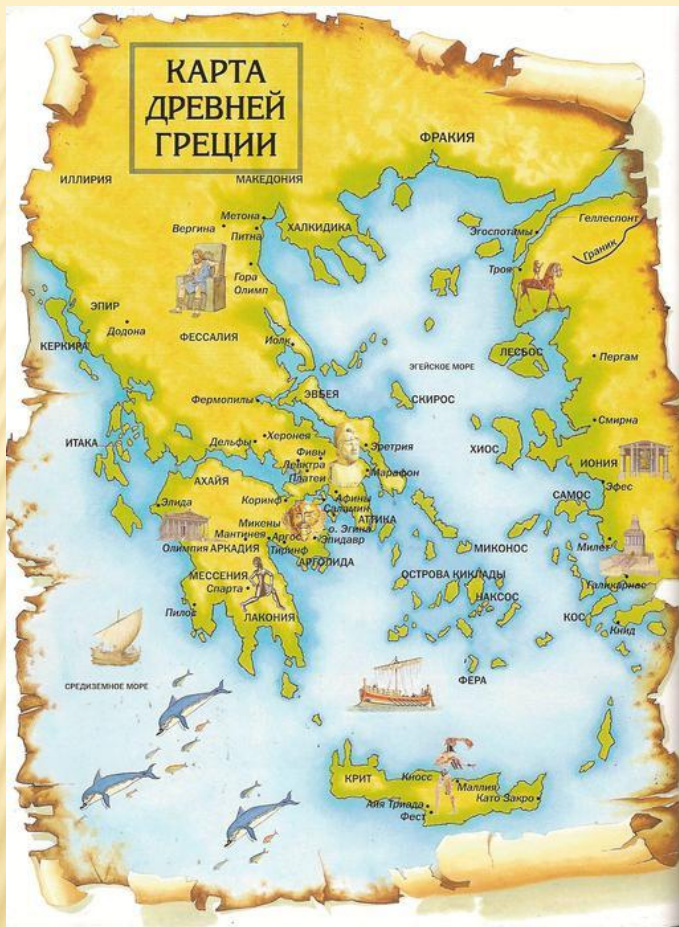 КАРТА
ДРЕВНЕЙ
ГРЕЦИИ
ФРАКИЯ
ИЛЛИРИЯ
МАКЕДОНИЯ
Метона
Вергина
Питна
ХАЛКИДИКА
Геллеспонт
Эгоспотамы
Граник
Троя
Гора
Олимп
ЭПИР
Додона
ФЕССАЛИЯ
Иолк
КЕРКИРА
ЛЕСБОС
Пергам
ЭГЕЙСКОЕ МОРЕ
ЭВБЕЯ
СКИРОС
Фермопилы
Смирна
ИТАКА
Дельфы
Херонея
Эретрия
Фивы
ХИОС
Левктра
Марафон
ИОНИЯ
Платеи
АХАЙЯ
Эфес
Элида
Коринф
Афины
САМОС
Саламин
АТТИКА
Микены
о. Эгина
Мантинея
Аргос
Эпидавр
Олимпия
АРКАДИЯ
Тиринф
МИКОНОС
Милет
АРГОЛИДА
МЕССЕНИЯ
ОСТРОВА КИКЛАДЫ
Галикарнас
Спарта
НАКСОС
Пилос
ЛАКОНИЯ
КОС
Книд
СРЕДИЗЕМНОЕ МОРЕ
ФЕРА
КРИТ
Кносс
Маллия
Айя Триада
Като Закро
Фест